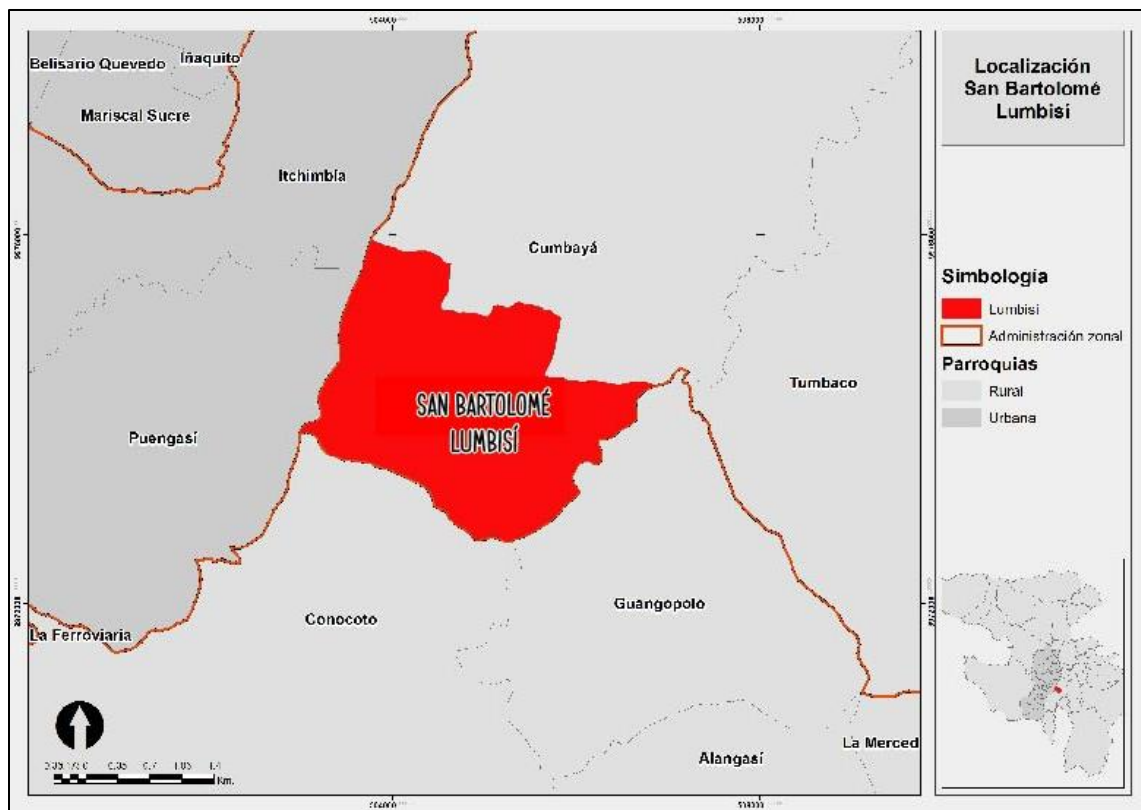 Localización
San Bartolomé
Lumbisí
Belisario Quevedo
Iñaquito
Mariscal Sucre
Itchimbía
Cumbayá
Tumbaco
Puengasí
SAN BARTOLOMÉ
LUMBISÍ
Conocoto
Guangopolo
La Ferroviaria
Alangasí
La Merced
Km.
Simbología
Lumbisí
Administración zonal
Parroquias
Rural
Urbana